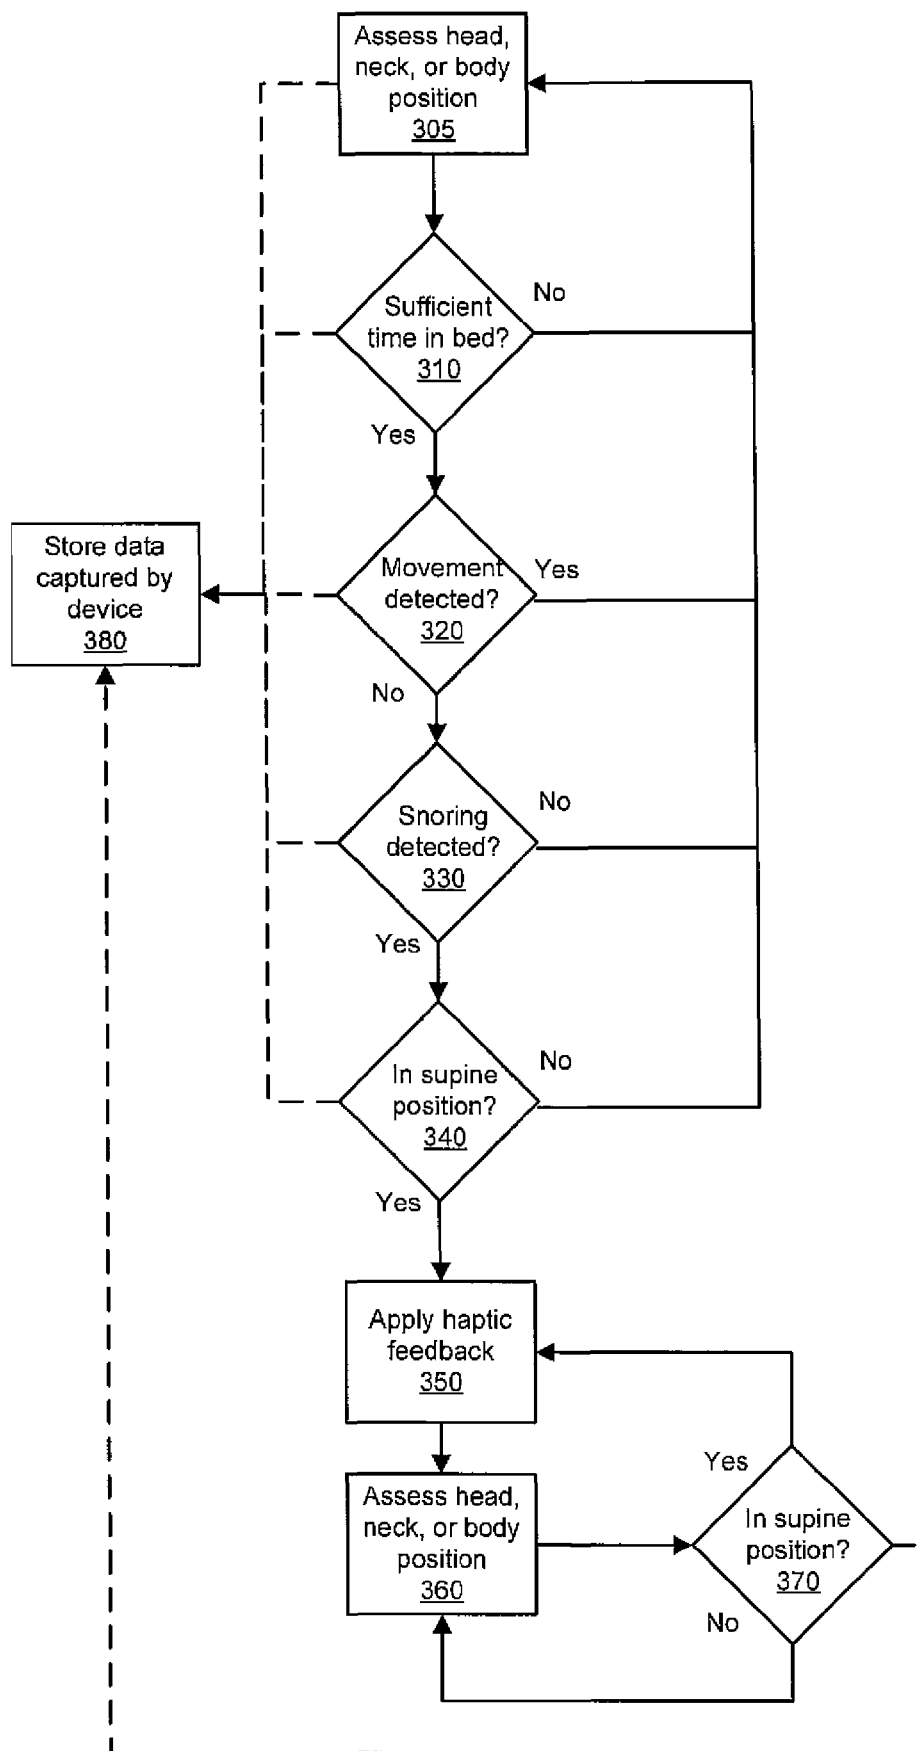 Assess head,
neck, or body
position
305
No
Sufficient
time in bed?
310
Yes
Movement
detected?
320
Yes
Store data
captured by
device
380
No
No
Snoring
detected?
330
Yes
No
In supine
position?
340
Yes
Apply haptic
feedback
350
Yes
Assess head,
neck, or body
position
360
In supine
position?
370
No